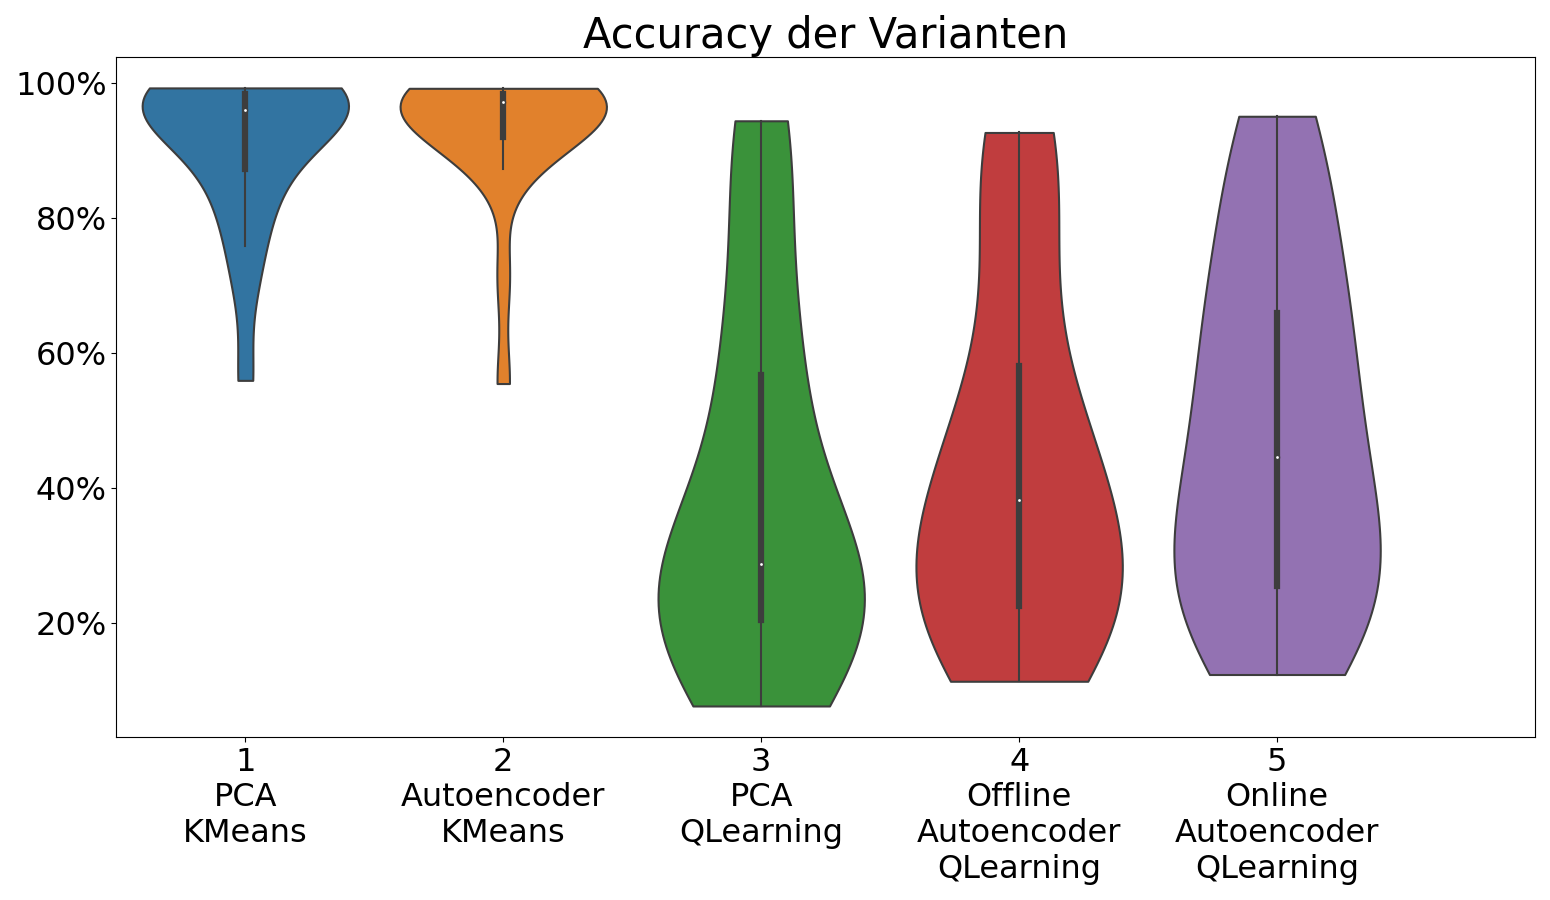 Accuracy der Varianten
100%
80%
60%
40%
20%
1 2 3 4 5
PCA Autoencoder PCA Offline Online
KMeans KMeans QLearning Autoencoder Autoencoder
QLearning QLearning